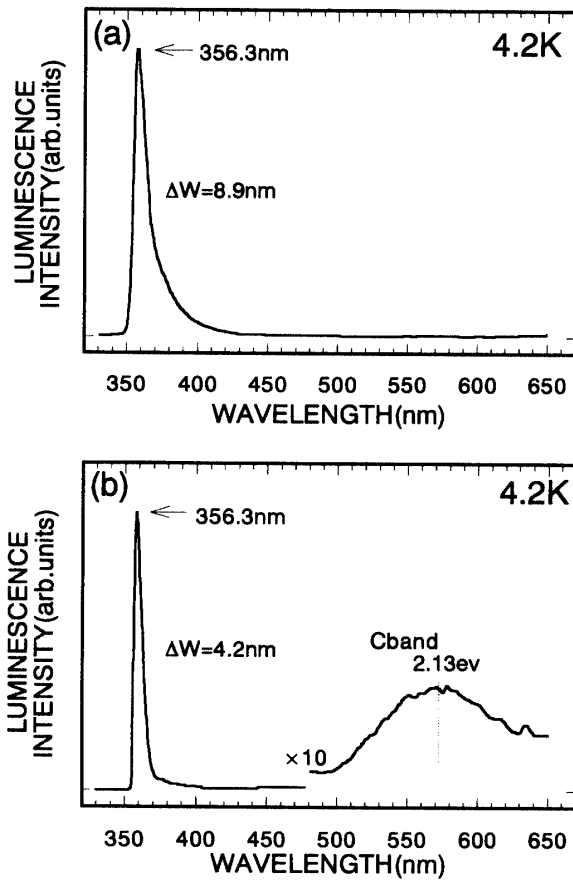 (a)
4.2K
356.3nm
ΔW=8.9nm
LUMINESCENCE
INTENSITY(arb.units)
350 400 450 500 550 600 650
WAVELENGTH(nm)
(b)
4.2K
356.3nm
ΔW=4.2nm
Cband
2.13ev
×10
LUMINESCENCE
INTENSITY(arb.units)
350 400 450 500 550 600 650
WAVELENGTH(nm)